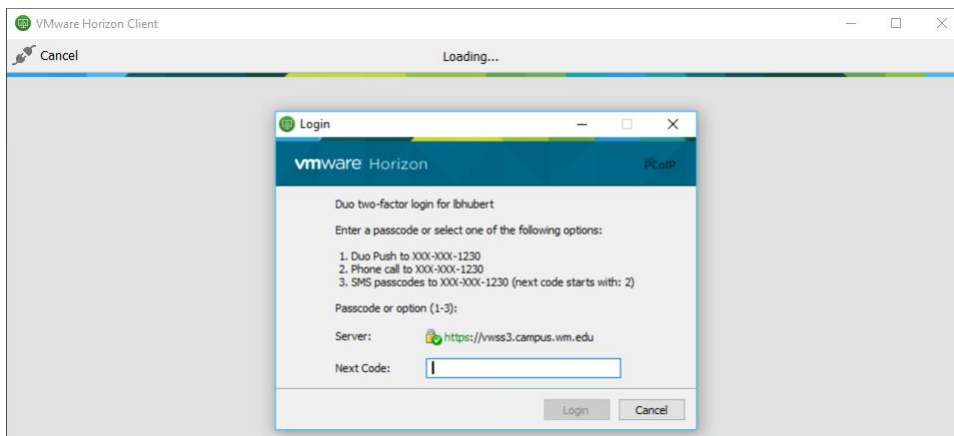 VMware Horizon Client
Cancel
Loading...
Login
vmware Horizon
PCoIP
Duo two-factor login for lbhubert
Enter a passcode or select one of the following options:
1. Duo Push to XXX-XXX-1230
2. Phone call to XXX-XXX-1230
3. SMS passcodes to XXX-XXX-1230 (next code starts with: 2)
Passcode or option (1-3):
Server: https://vwss3.campus.wm.edu
Next Code:
Login Cancel